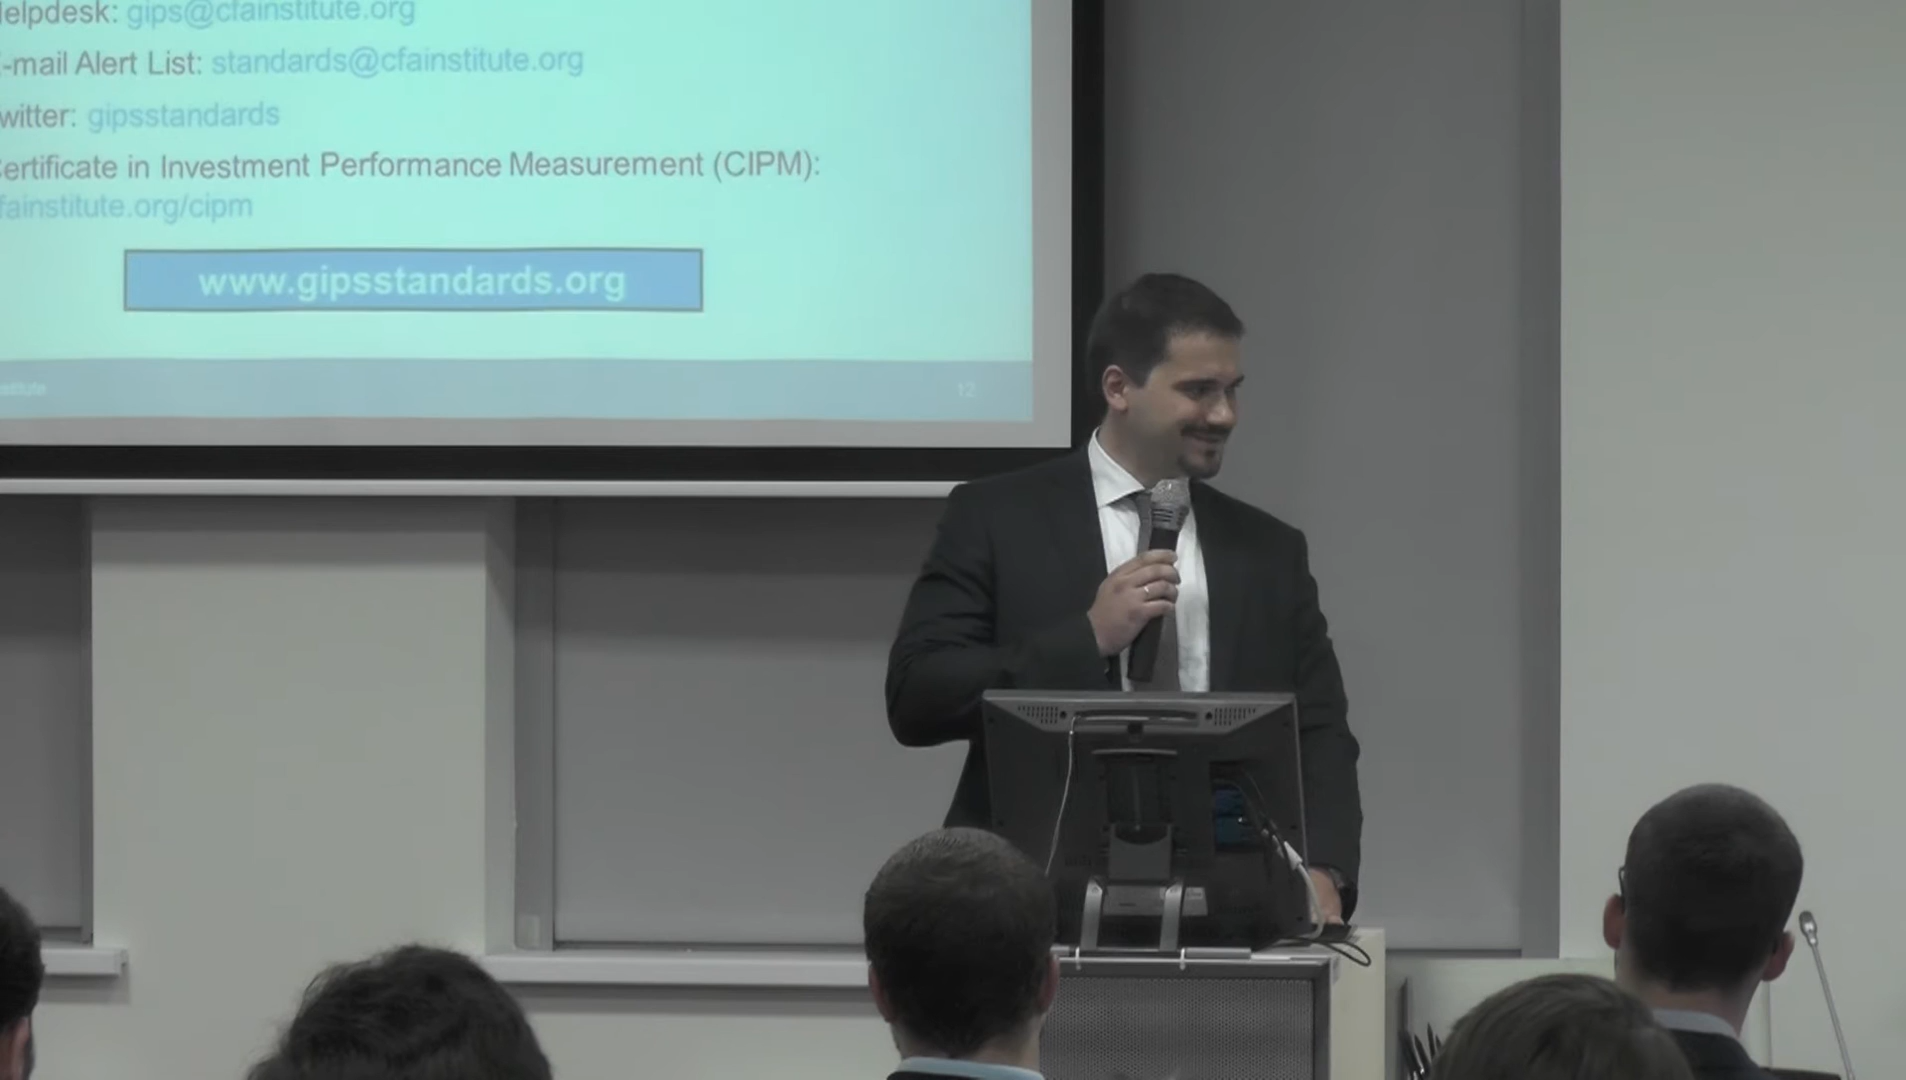 elpdesk: gips@cfainstitute.org
-mail Alert List: standards@cfainstitute.org
witter: gipsstandards
ertificate in Investment Performance Measurement (CIPM):
fainstitute.org/cipm
www.gipsstandards.org
stitute 12